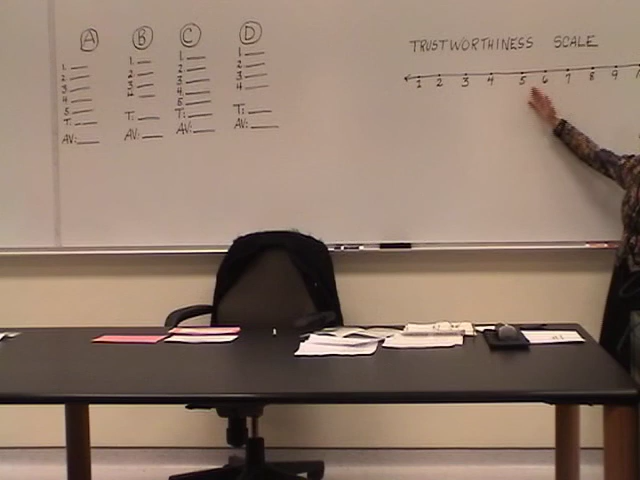 A B C D
1. 1. 1. 1.
2. 2. 2. 2.
3. 3. 3. 3.
4. 4. 4. 4.
5. 5.
T: T: T: T:
AV: AV: AV: AV:
TRUSTWORTHINESS SCALE
1 2 3 4 5 6 7 8 9